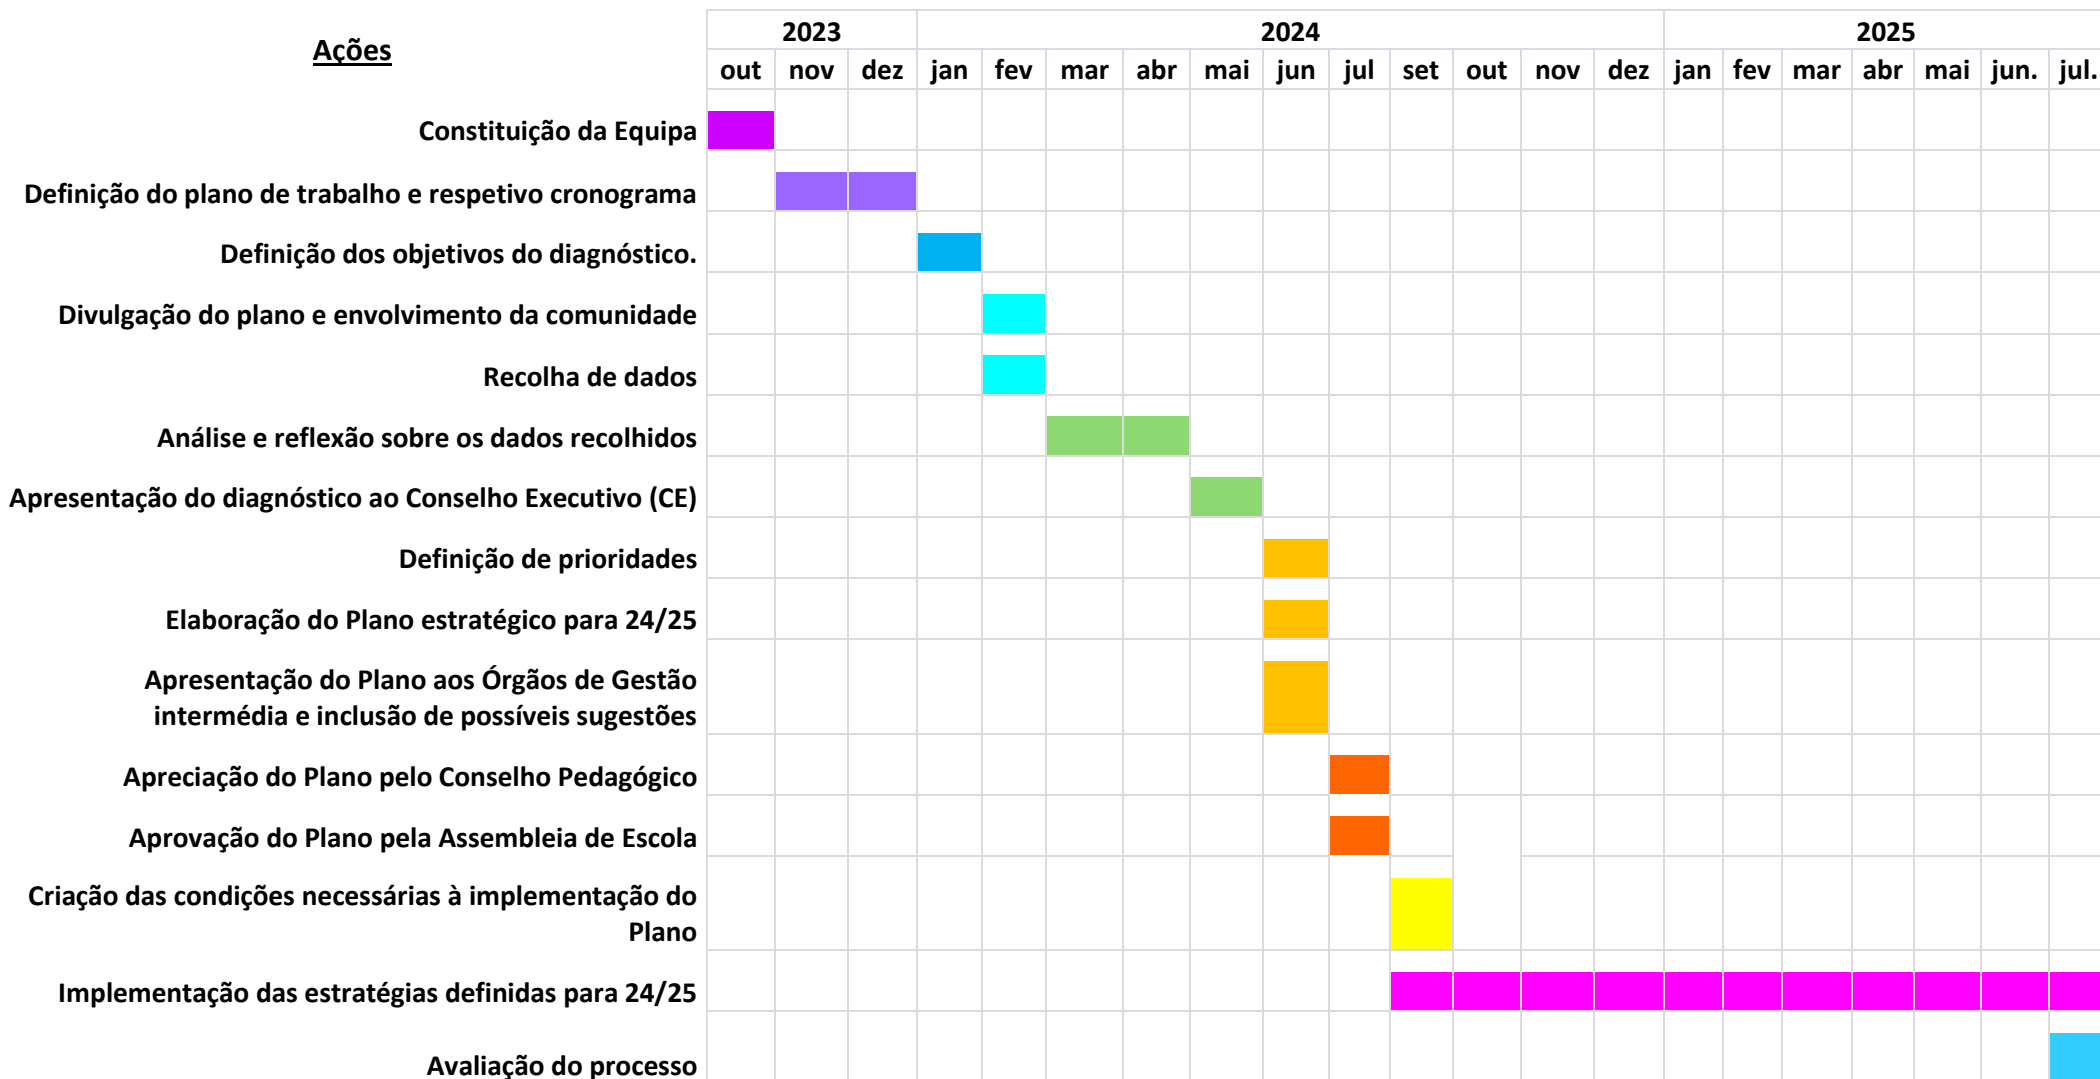 Ações
2023 2024 2025
out nov dez jan fev mar abr mai jun jul set out nov dez jan fev mar abr mai jun. jul.
Constituição da Equipa
Definição do plano de trabalho e respetivo cronograma
Definição dos objetivos do diagnóstico.
Divulgação do plano e envolvimento da comunidade
Recolha de dados
Análise e reflexão sobre os dados recolhidos
Apresentação do diagnóstico ao Conselho Executivo (CE)
Definição de prioridades
Elaboração do Plano estratégico para 24/25
Apresentação do Plano aos Órgãos de Gestão
intermédia e inclusão de possíveis sugestões
Apreciação do Plano pelo Conselho Pedagógico
Aprovação do Plano pela Assembleia de Escola
Criação das condições necessárias à implementação do
Plano
Implementação das estratégias definidas para 24/25
Avaliação do processo